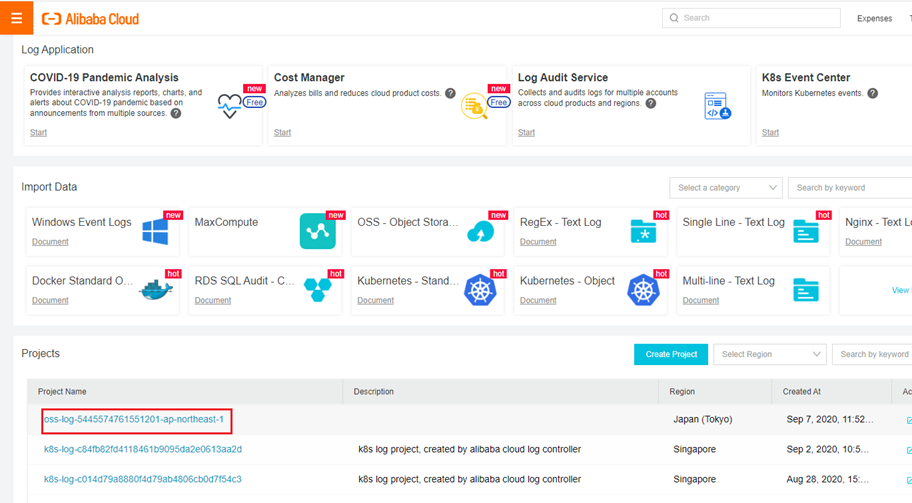 Alibaba Cloud
Search
Expenses
Log Application
COVID-19 Pandemic Analysis
Provides interactive analysis reports, charts, and
alerts about COVID-19 pandemic based on
announcements from multiple sources. ?
Start
new
Free
Cost Manager
Analyzes bills and reduces cloud product costs. ?
Start
new
Free
Log Audit Service
Collects and audits logs for multiple accounts
across cloud products and regions. ?
Start
K8s Event Center
Monitors Kubernetes events. ?
Start
Import Data
Select a category
Search by keyword
Windows Event Logs
Document
new
MaxCompute
new
OSS - Object Stora...
new
RegEx - Text Log
Document
hot
Single Line - Text Log
Document
hot
Nginx - Text Lo
Document
Docker Standard O...
Document
hot
RDS SQL Audit - C...
Document
hot
Kubernetes - Stand...
Document
hot
Kubernetes - Object
Document
hot
Multi-line - Text Log
Document
View
Projects
Create Project
Select Region
Search by keyword
Project Name Description Region Created At Ac
oss-log-5445574761551201-ap-northeast-1 Japan (Tokyo) Sep 7, 2020, 11:52...
k8s-log-c84fb82fd4118461b9095da2e0613aa2d k8s log project, created by alibaba cloud log controller Singapore Sep 2, 2020, 10:5...
k8s-log-c014d79a8880f4d79ab4806cb0d7f54c3 k8s log project, created by alibaba cloud log controller Singapore Aug 28, 2020, 15:...